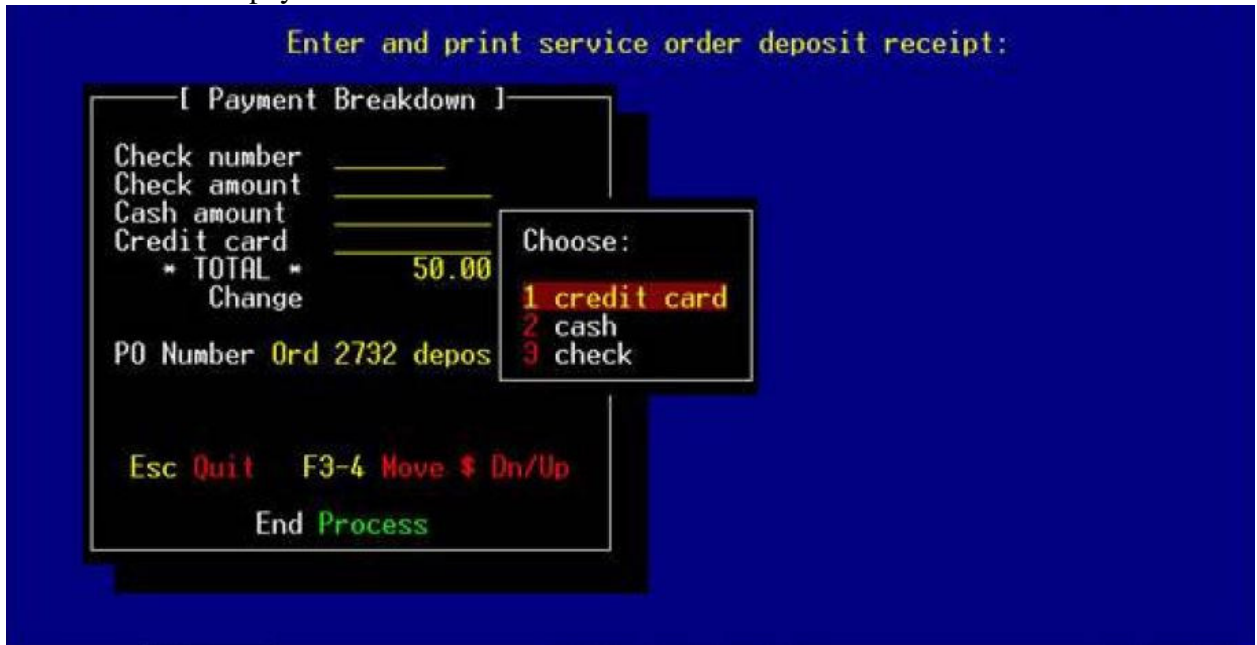 Enter and print service order deposit receipt:
[ Payment Breakdown ]
Check number
Check amount
Cash amount
Credit card
* TOTAL * 50.00
Change
PO Number Ord 2732 depos
Choose:
1 credit card
2 cash
3 check
Esc Quit F3-4 Move $ Dn/Up
End Process